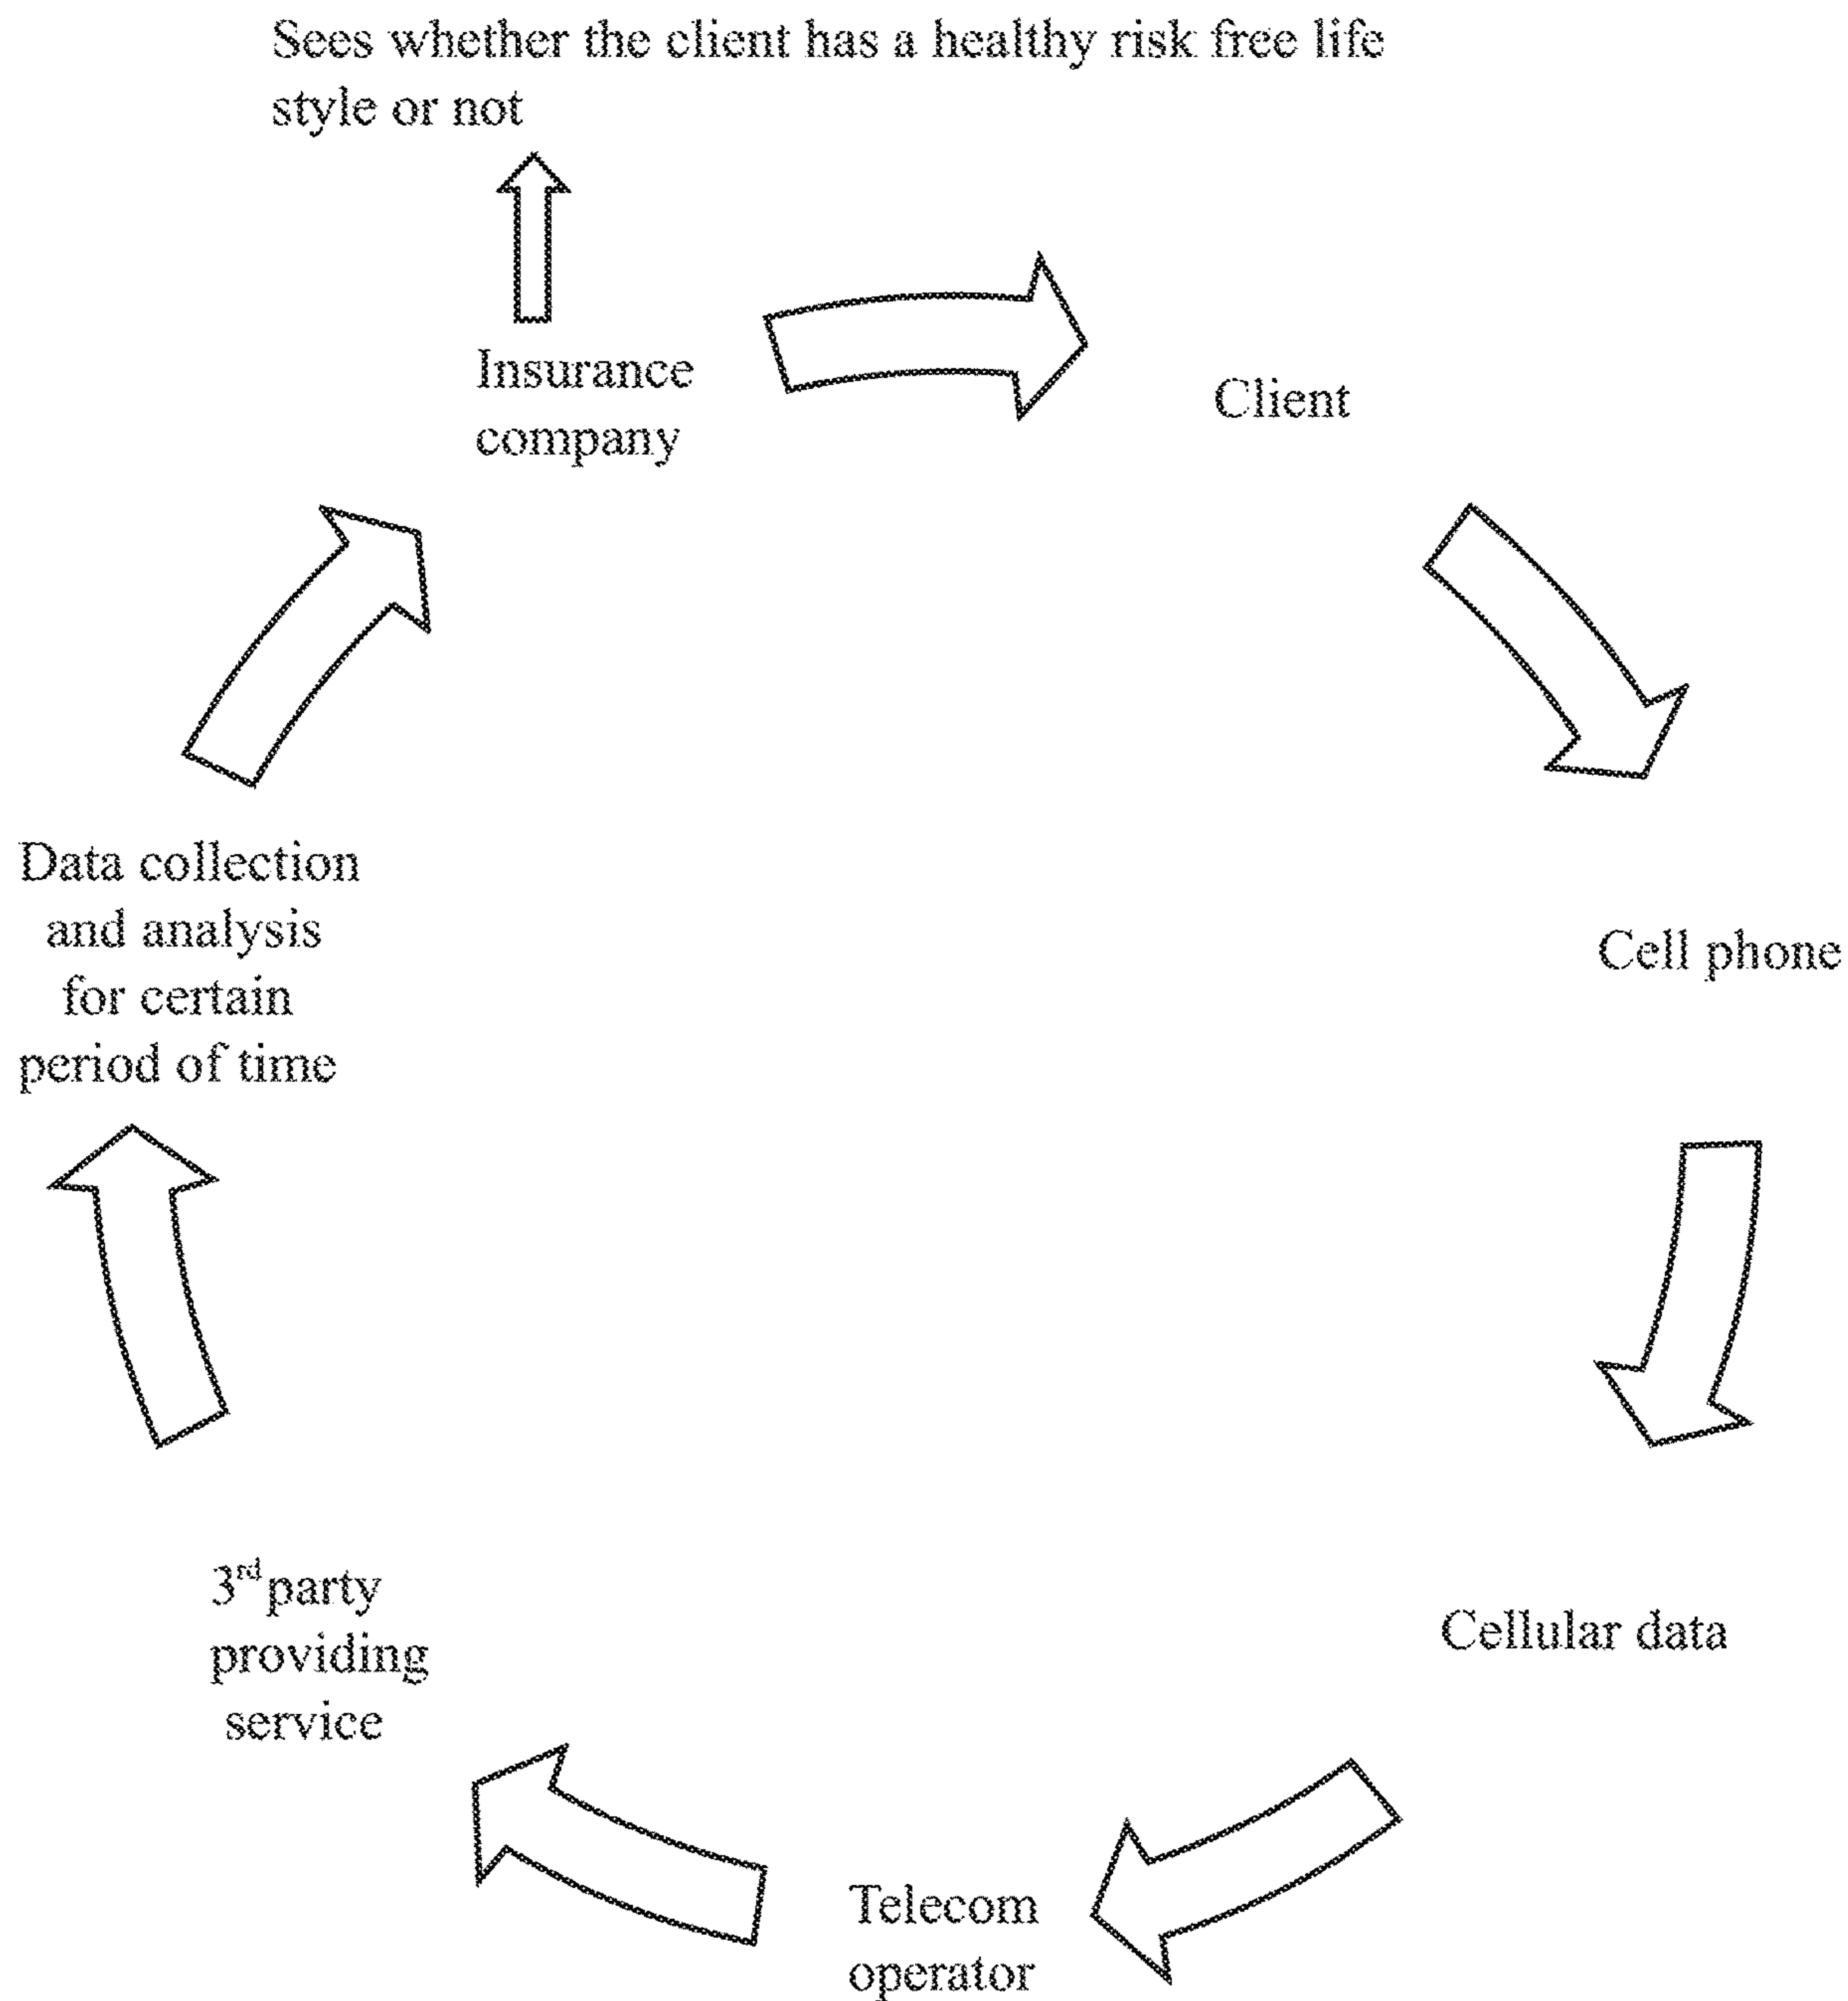 Sees whether the client has a healthy risk free life
style or not
Insurance
company
Client
Cell phone
Cellular data
Telecom
operator
3rd party
providing
service
Data collection
and analysis
for certain
period of time